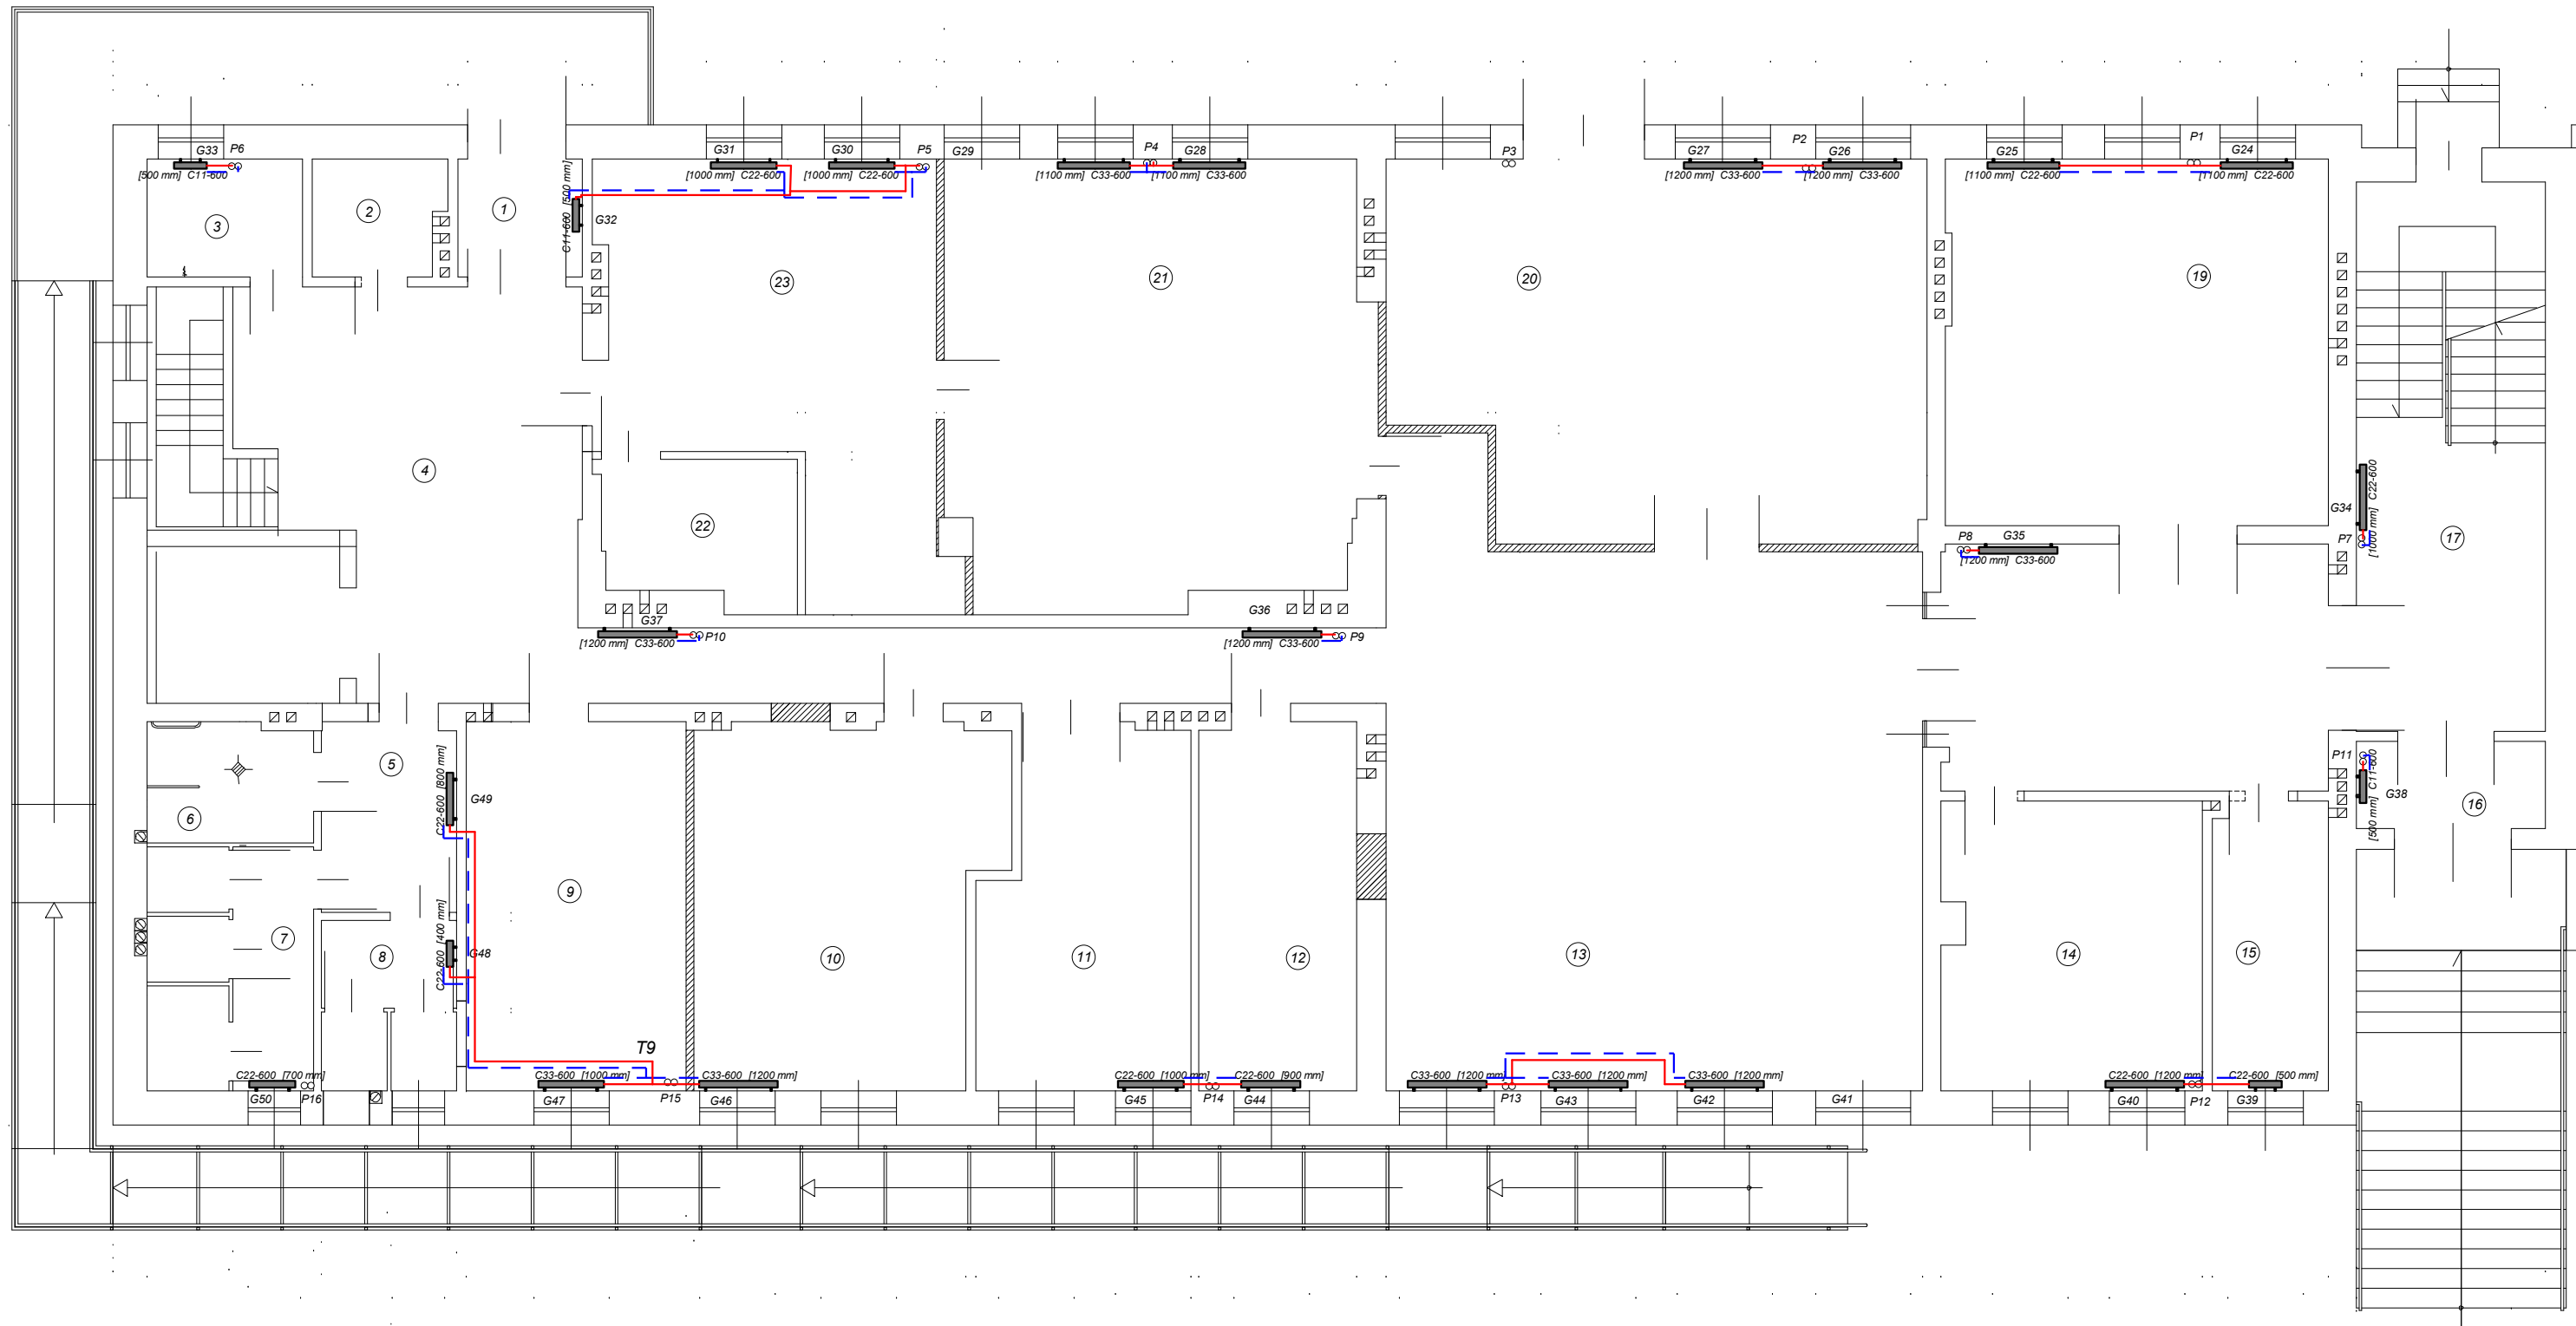 G33 P6
[500 mm] C11-600
G31 G30 P5 G29
[1000 mm] C22-600 [1000 mm] C22-600
P4 G28
[1100 mm] C33-600 [1100 mm] C33-600
P3
G27 P2 G26
[1200 mm] C33-600 [1200 mm] C33-600
G25 P1 G24
[1100 mm] C22-600 [1100 mm] C22-600
C11-600 [500 mm]
G32
1
2
3
23
21
20
19
4
22
G34
[1000 mm] C22-600
P7
17
P8 G35
[1200 mm] C33-600
G37
P10
[1200 mm] C33-600
G36
P9
[1200 mm] C33-600
5
6
C22-600 [800 mm]
G49
P11
[500 mm] C11-600
G38
16
9
7
8
C22-600 [400 mm]
G48
10
11
12
13
14
15
T9
C22-600 [700 mm]
G50 P16
C33-600 [1000 mm] C33-600 [1200 mm]
G47 P15 G46
C22-600 [1000 mm] C22-600 [900 mm]
G45 P14 G44
C33-600 [1200 mm] C33-600 [1200 mm] C33-600 [1200 mm]
P13 G43 G42 G41
C22-600 [1200 mm] C22-600 [500 mm]
G40 P12 G39